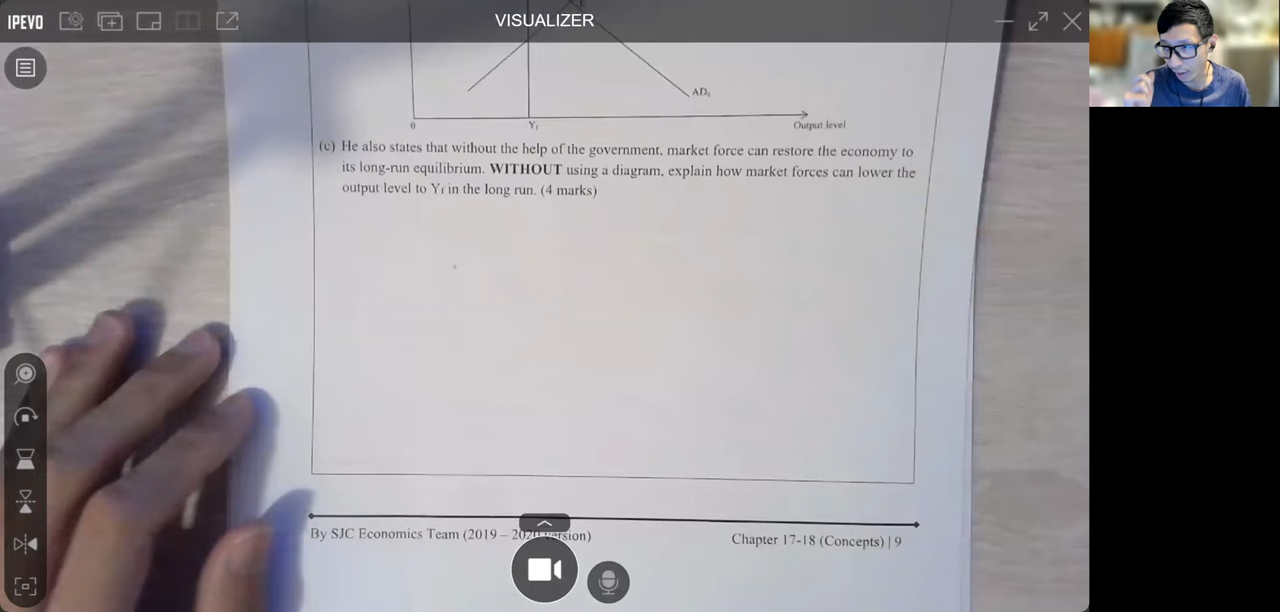 IPEVO
VISUALIZER
AD₁
0
Yf
Output level
(c) He also states that without the help of the government, market force can restore the economy to
its long-run equilibrium. WITHOUT using a diagram, explain how market forces can lower the
output level to Yf in the long run. (4 marks)
By SJC Economics Team (2019 – 2020 version)
Chapter 17-18 (Concepts) | 9